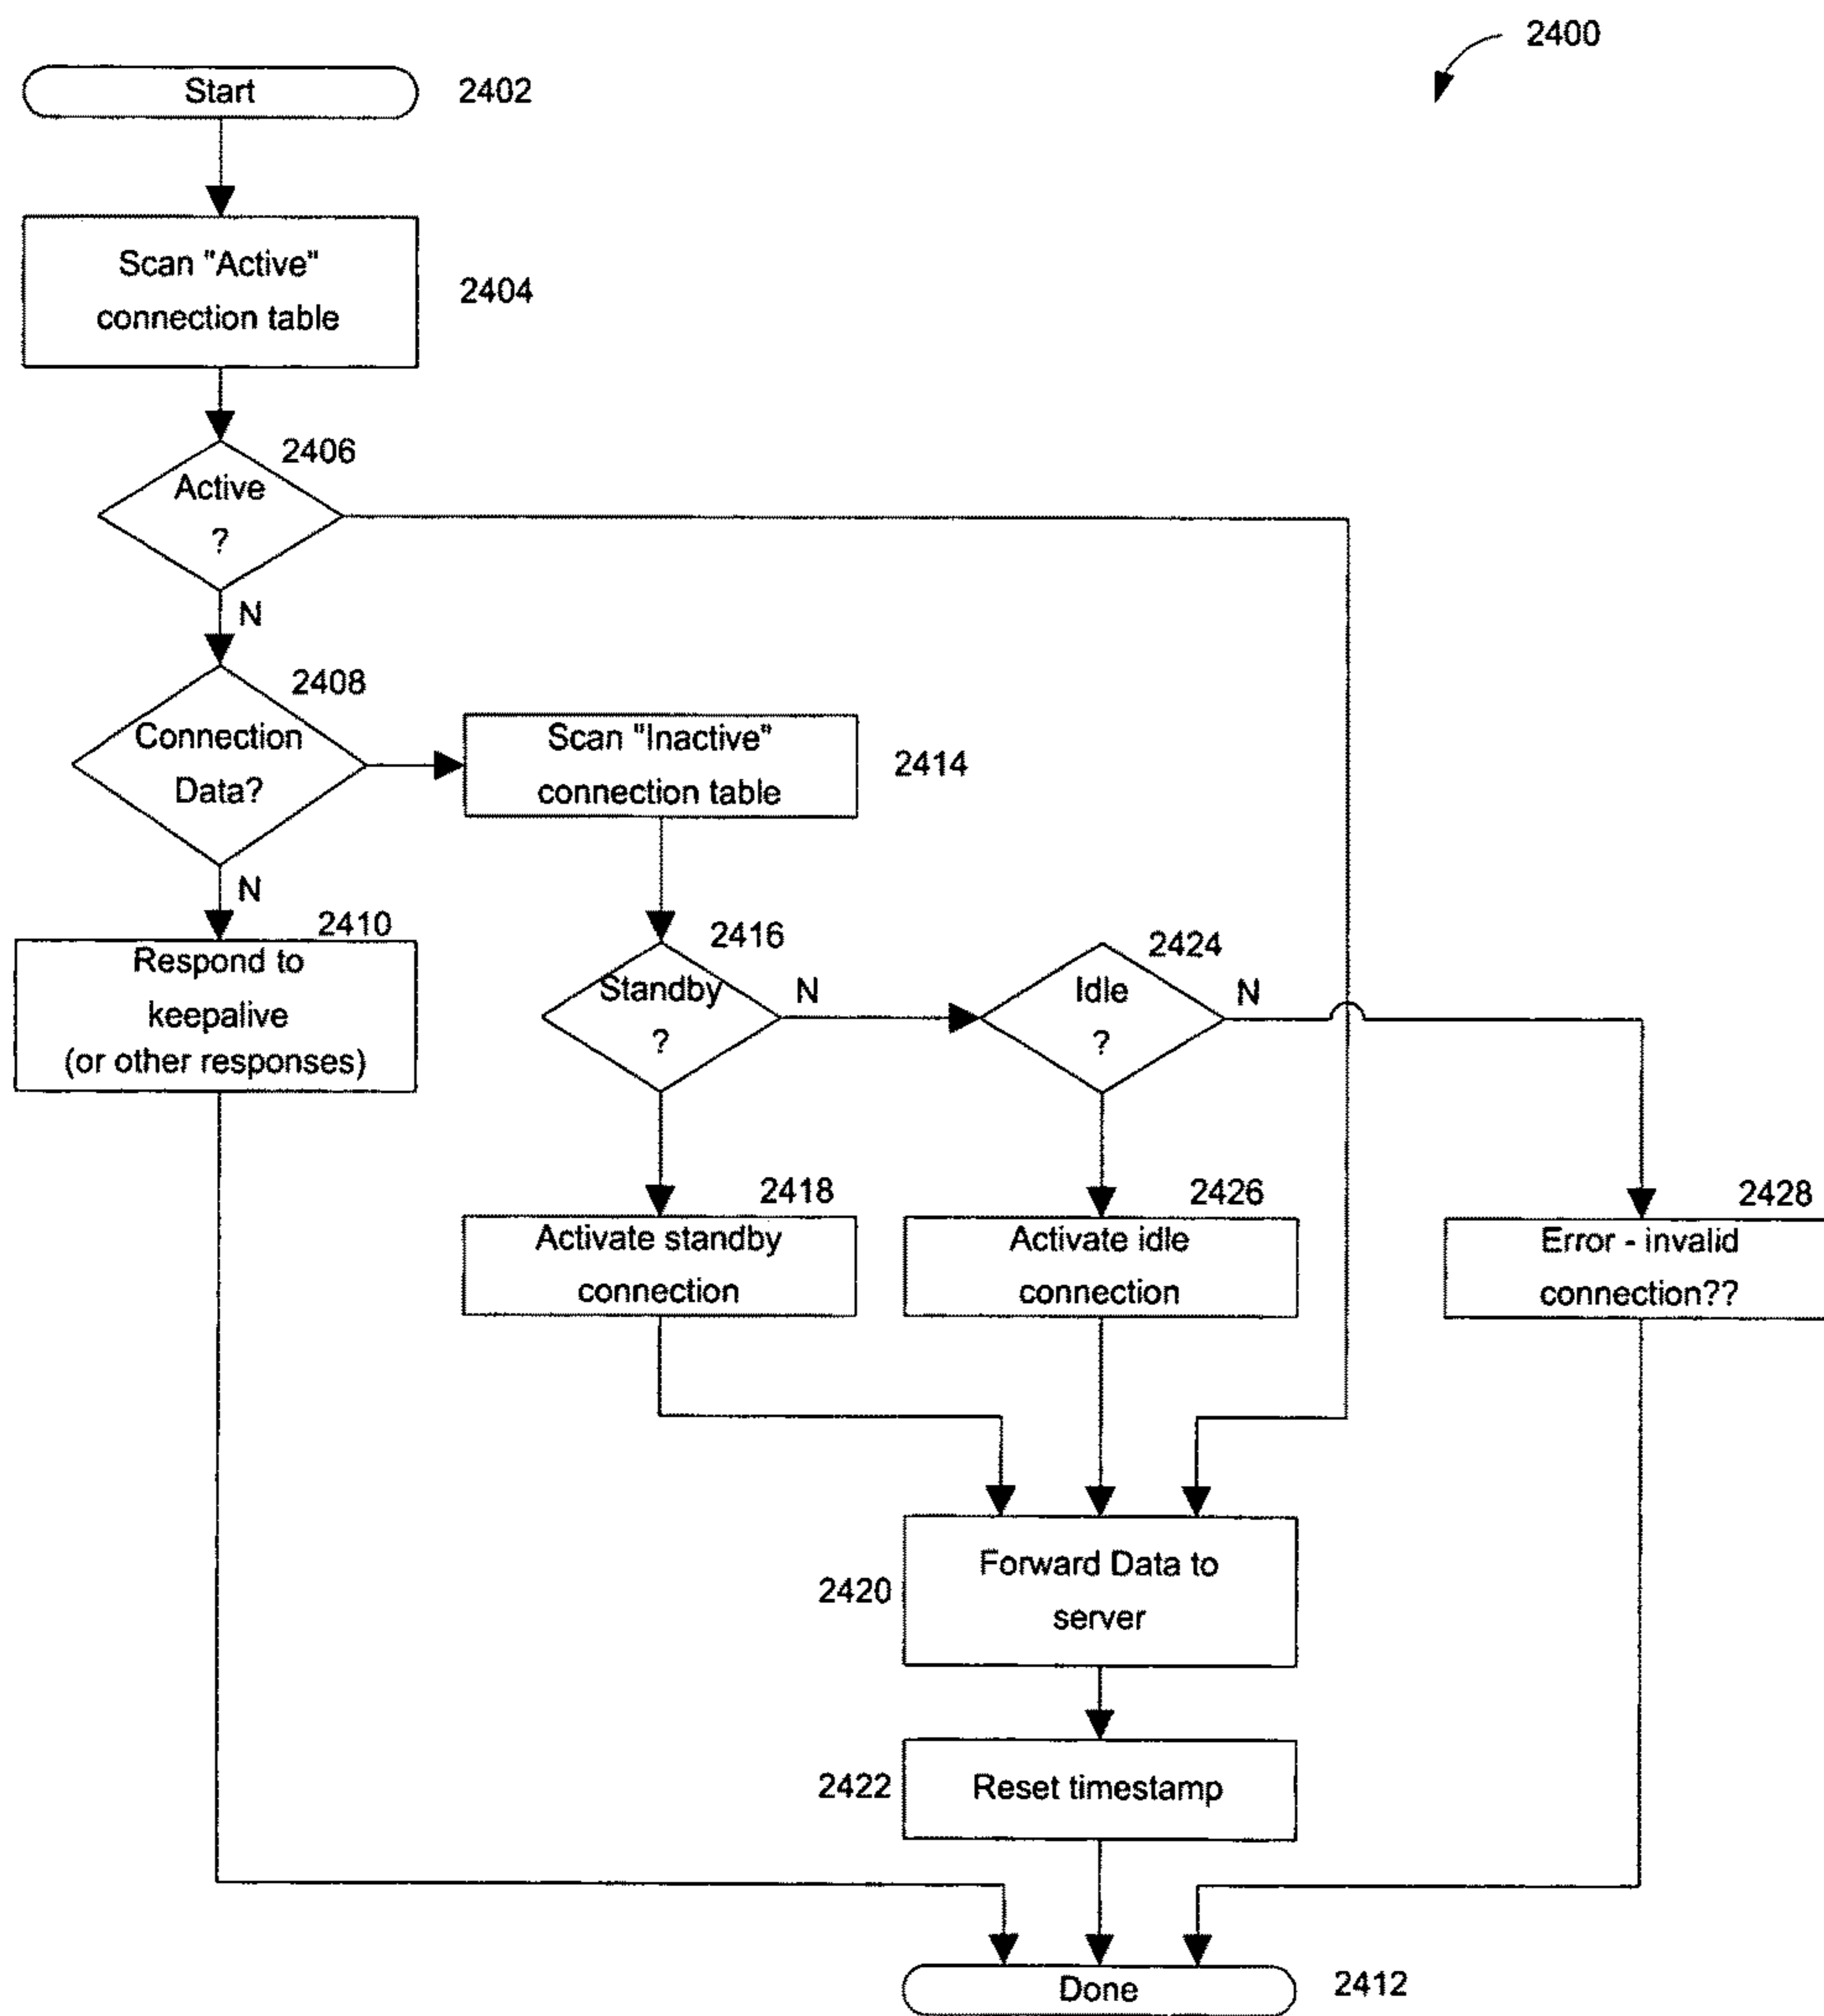 2400
Start
2402
Scan "Active"
connection table
2404
2406
Active
?
N
2408
Connection
Data?
Scan "Inactive"
connection table
2414
N
2410
Respond to
keepalive
(or other responses)
2416
Standby
?
N
2424
Idle
?
N
2418
Activate standby
connection
2426
Activate idle
connection
2428
Error - invalid
connection??
2420
Forward Data to
server
2422
Reset timestamp
Done
2412